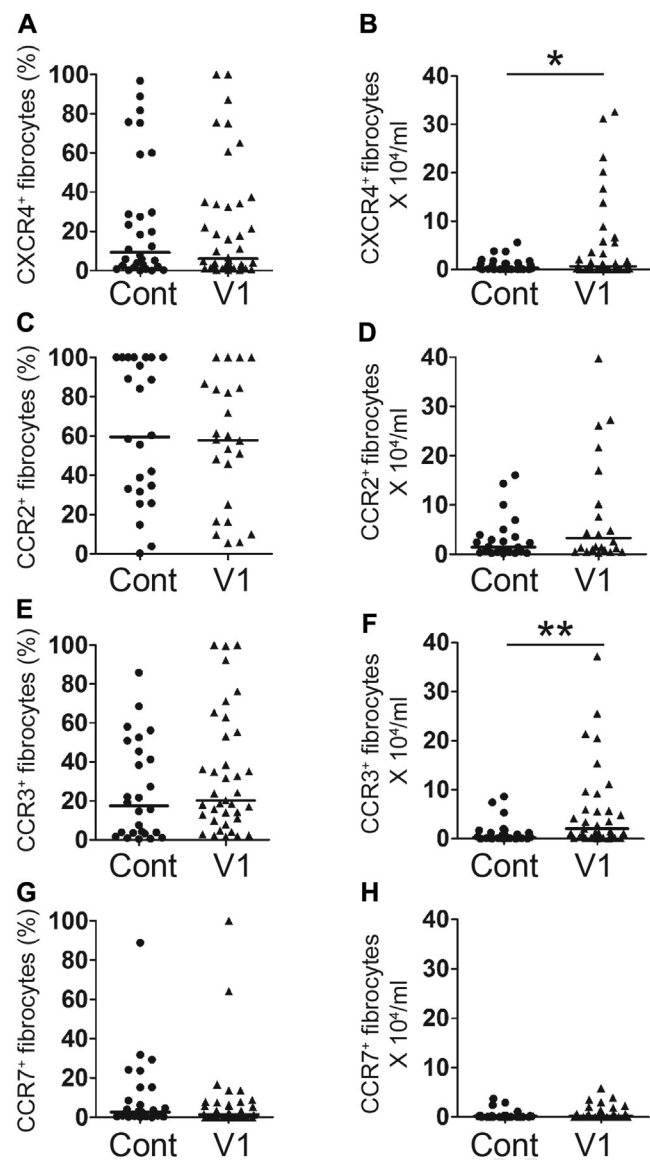 A
CXCR4⁺ fibrocytes (%)
100
80
60
40
20
0
Cont V1
B
CXCR4⁺ fibrocytes
X 10⁴/ml
40
30
20
10
0
*
Cont V1
C
CCR2⁺ fibrocytes (%)
100
80
60
40
20
0
Cont V1
D
CCR2⁺ fibrocytes
X 10⁴/ml
40
30
20
10
0
Cont V1
E
CCR3⁺ fibrocytes (%)
100
80
60
40
20
0
Cont V1
F
CCR3⁺ fibrocytes
X 10⁴/ml
40
30
20
10
0
**
Cont V1
G
CCR7⁺ fibrocytes (%)
100
80
60
40
20
0
Cont V1
H
CCR7⁺ fibrocytes
X 10⁴/ml
40
30
20
10
0
Cont V1